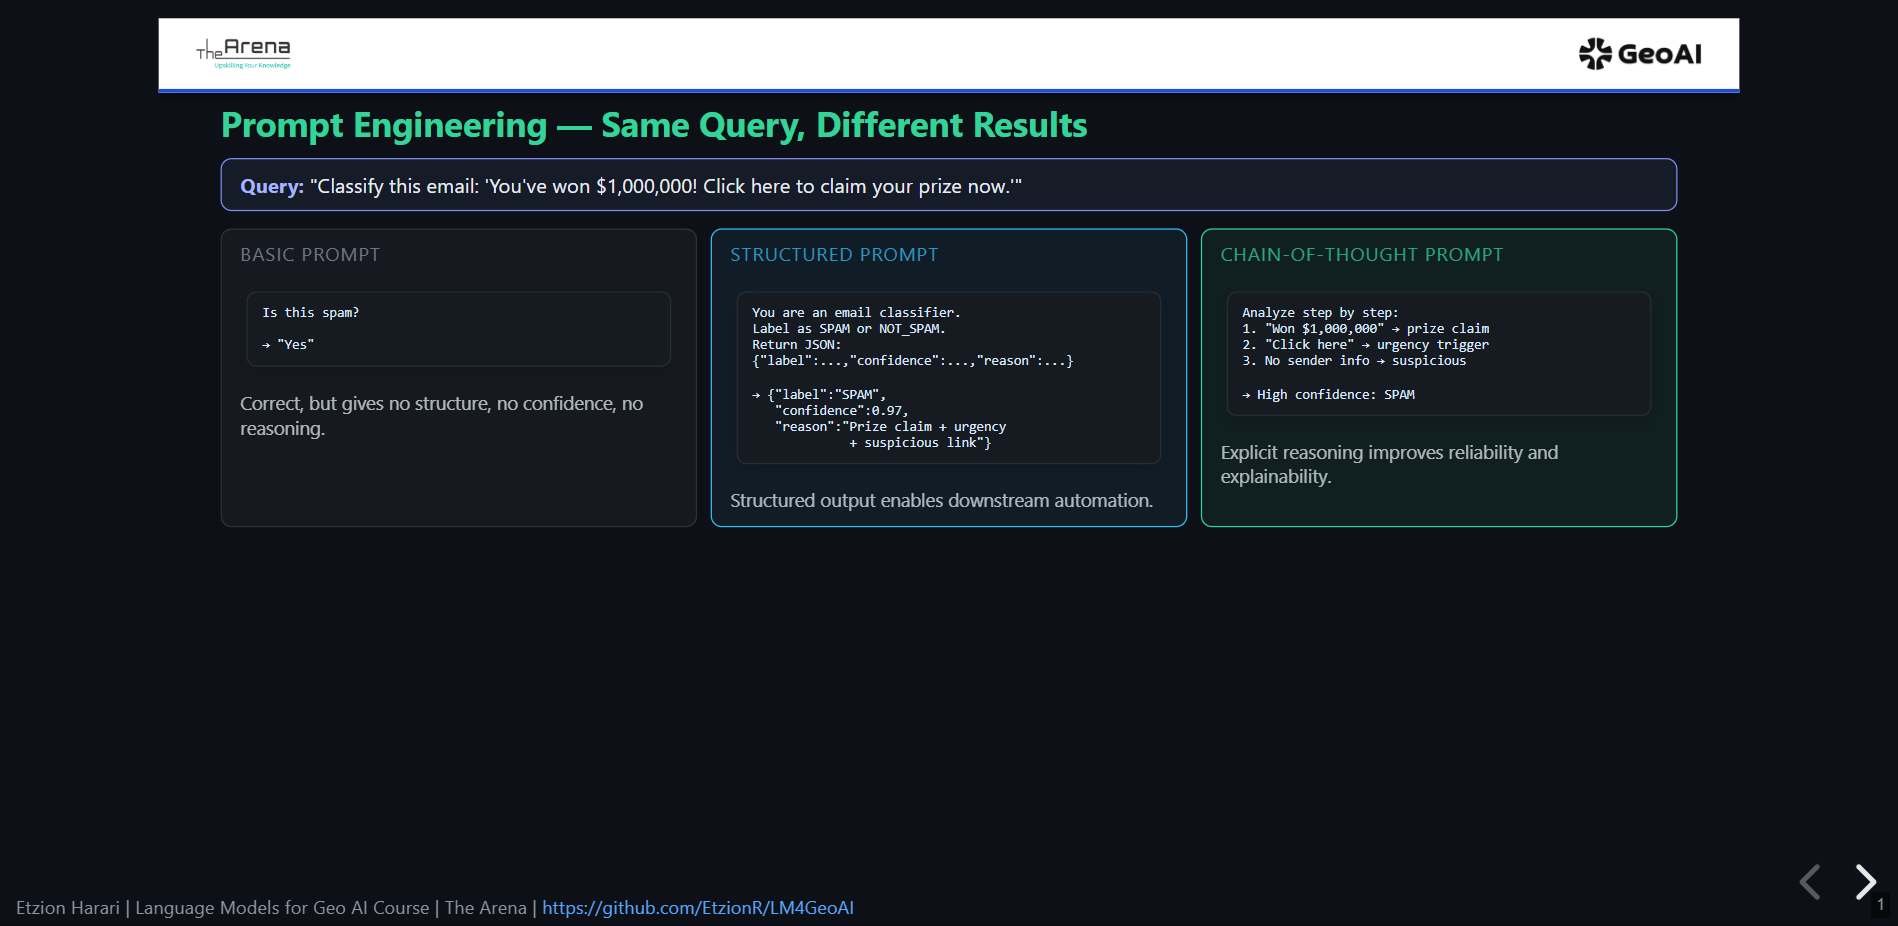 The Arena
Upskilling Your Knowledge
GeoAI
Prompt Engineering — Same Query, Different Results
Query: "Classify this email: 'You've won $1,000,000! Click here to claim your prize now.'"
BASIC PROMPT
Is this spam?
→ "Yes"
Correct, but gives no structure, no confidence, no
reasoning.
STRUCTURED PROMPT
You are an email classifier.
Label as SPAM or NOT_SPAM.
Return JSON:
{"label":...,"confidence":...,"reason":...}
→ {"label":"SPAM",
"confidence":0.97,
"reason":"Prize claim + urgency
+ suspicious link"}
Structured output enables downstream automation.
CHAIN-OF-THOUGHT PROMPT
Analyze step by step:
1. "Won $1,000,000" → prize claim
2. "Click here" → urgency trigger
3. No sender info → suspicious
→ High confidence: SPAM
Explicit reasoning improves reliability and
explainability.
Etzion Harari | Language Models for Geo AI Course | The Arena | https://github.com/EtzionR/LM4GeoAI
1